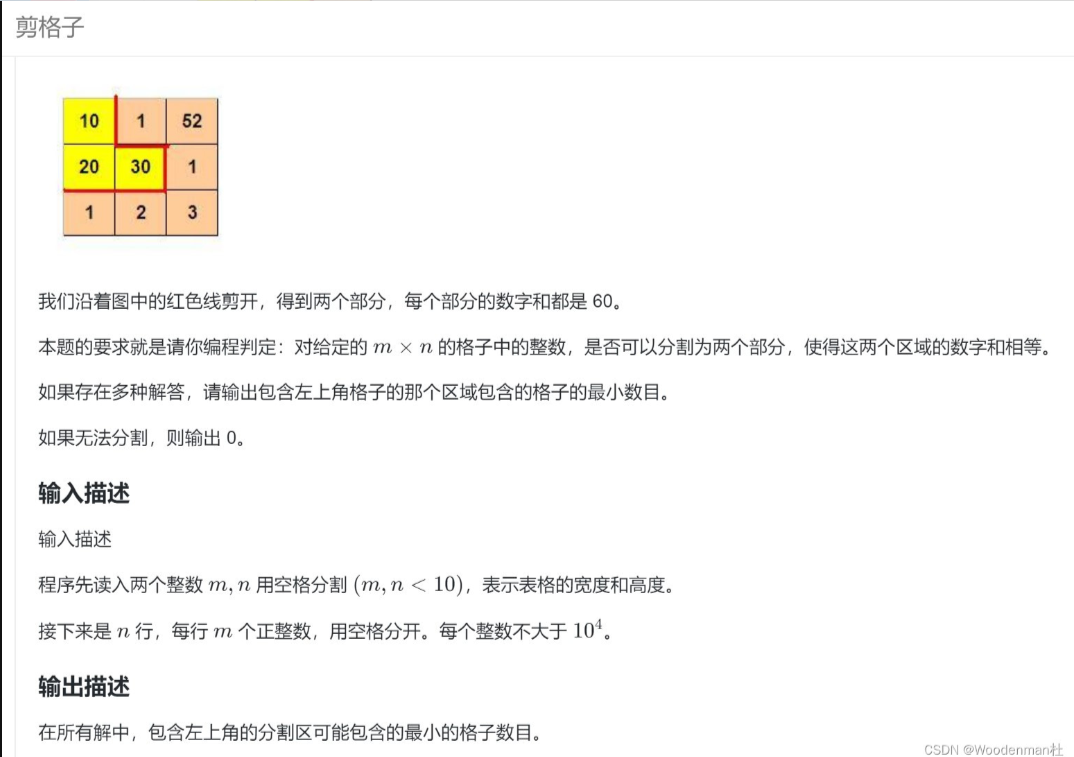 剪格子
10 1 52
20 30 1
1 2 3
我们沿着图中的红色线剪开，得到两个部分，每个部分的数字和都是 60。
本题的要求就是请你编程判定：对给定的 m × n 的格子中的整数，是否可以分割为两个部分，使得这两个区域的数字和相等。
如果存在多种解答，请输出包含左上角格子的那个区域包含的格子的最小数目。
如果无法分割，则输出 0。
输入描述
输入描述
程序先读入两个整数 m, n 用空格分割 (m, n < 10)，表示表格的宽度和高度。
接下来是 n 行，每行 m 个正整数，用空格分开。每个整数不大于 10⁴。
输出描述
在所有解中，包含左上角的分割区可能包含的最小的格子数目。
CSDN @Woodenman杜